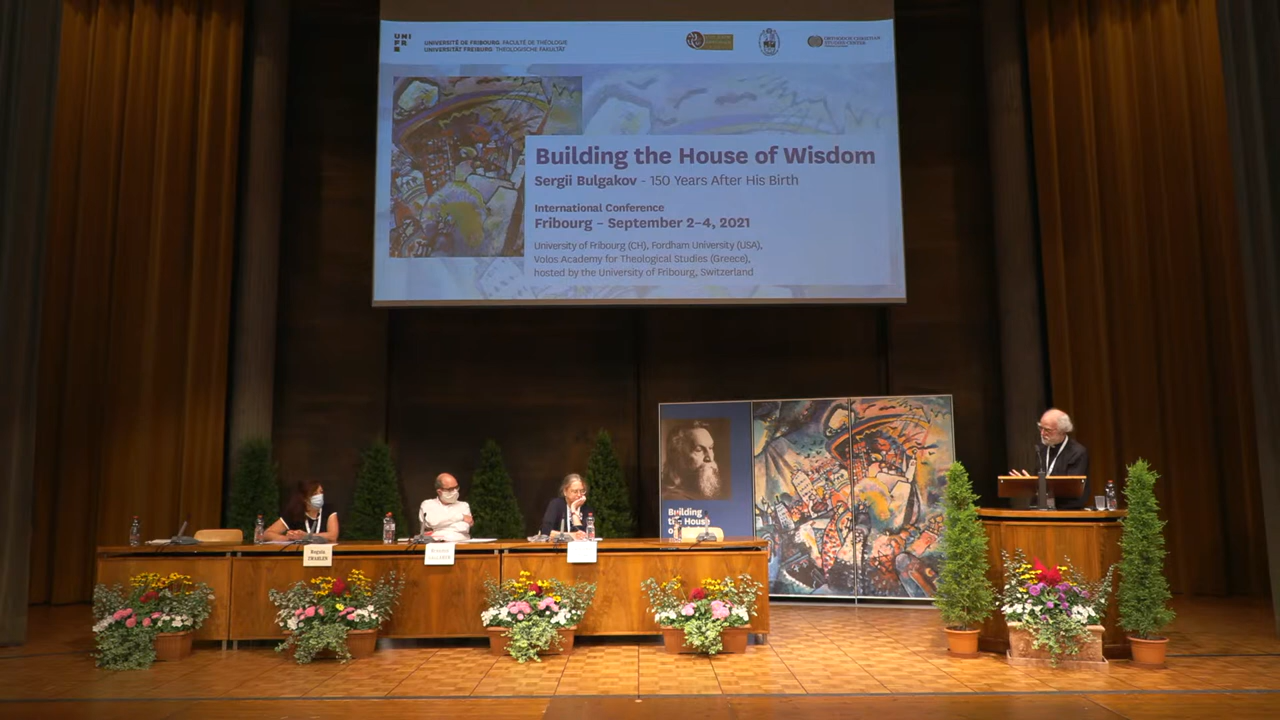 UNI
FR
UNIVERSITÉ DE FRIBOURG FACULTÉ DE THÉOLOGIE
UNIVERSITÄT FREIBURG THEOLOGISCHE FAKULTÄT
Building the House of Wisdom
Sergii Bulgakov - 150 Years After His Birth
International Conference
Fribourg – September 2–4, 2021
University of Fribourg (CH), Fordham University (USA),
Volos Academy for Theological Studies (Greece),
hosted by the University of Fribourg, Switzerland
Building
the House